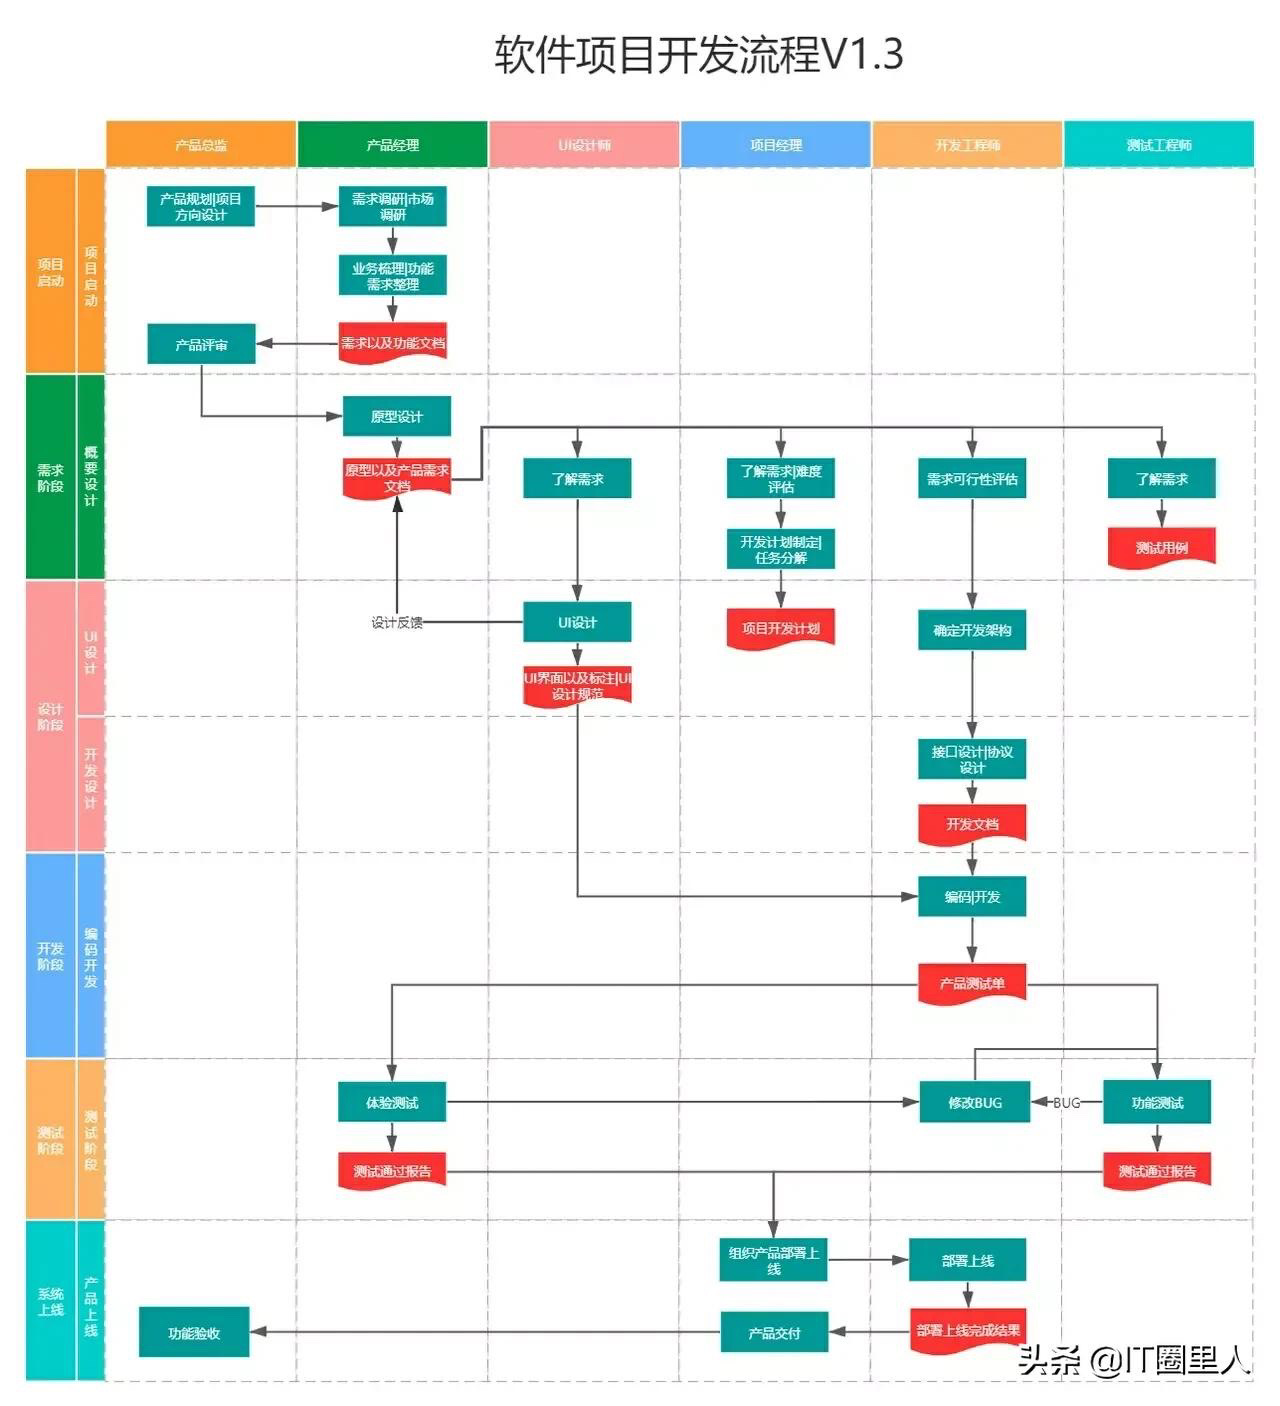 软件项目开发流程V1.3
产品总监
产品经理
UI设计师
项目经理
开发工程师
测试工程师
项目
启动
项
目
启
动
产品规划|项目
方向设计
需求调研|市场
调研
业务梳理|功能
需求整理
产品评审
需求以及功能文档
需求
阶段
概
要
设
计
原型设计
原型以及产品需求
文档
了解需求
了解需求|难度
评估
需求可行性评估
了解需求
开发计划制定|
任务分解
测试用例
设计
阶段
UI
设
计
设计反馈
UI设计
项目开发计划
确定开发架构
UI界面以及标注|UI
设计规范
开
发
设
计
接口设计|协议
设计
开发文档
开发
阶段
编
码
开
发
编码|开发
产品测试单
测试
阶段
测
试
阶
段
体验测试
修改BUG
BUG
功能测试
测试通过报告
测试通过报告
系统
上线
产
品
上
线
组织产品部署上
线
部署上线
功能验收
产品交付
部署上线完成结果
头条 @IT圈里人